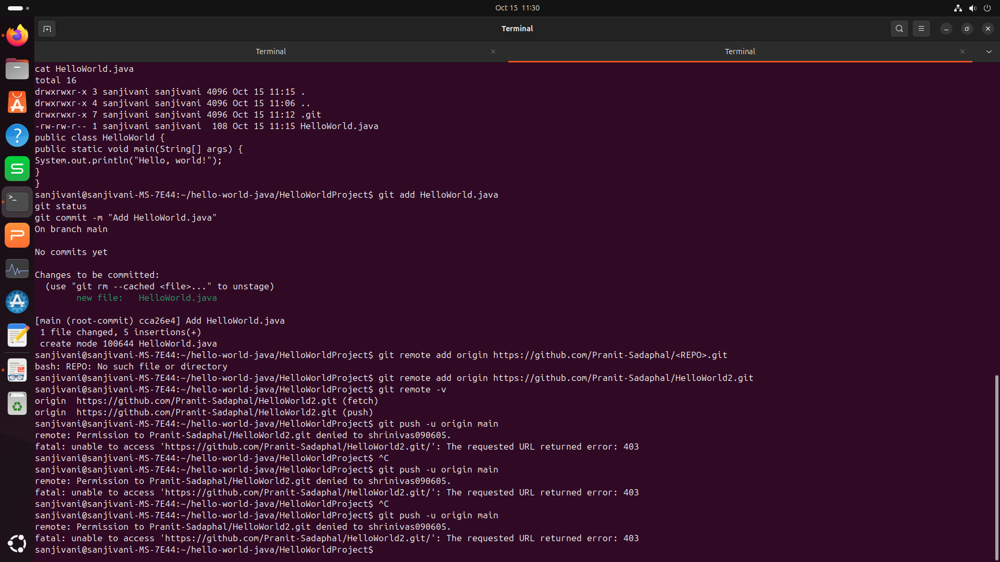 Oct 15 11:30
Terminal
Terminal
Terminal
cat HelloWorld.java
total 16
drwxrwxr-x 3 sanjivani sanjivani 4096 Oct 15 11:15 .
drwxrwxr-x 4 sanjivani sanjivani 4096 Oct 15 11:06 ..
drwxrwxr-x 7 sanjivani sanjivani 4096 Oct 15 11:12 .git
-rw-rw-r-- 1 sanjivani sanjivani  108 Oct 15 11:15 HelloWorld.java
public class HelloWorld {
public static void main(String[] args) {
System.out.println("Hello, world!");
}
}
sanjivani@sanjivani-MS-7E44:~/hello-world-java/HelloWorldProject$ git add HelloWorld.java
git status
git commit -m "Add HelloWorld.java"
On branch main
No commits yet
Changes to be committed:
  (use "git rm --cached <file>..." to unstage)
        new file:   HelloWorld.java
[main (root-commit) cca26e4] Add HelloWorld.java
 1 file changed, 5 insertions(+)
 create mode 100644 HelloWorld.java
sanjivani@sanjivani-MS-7E44:~/hello-world-java/HelloWorldProject$ git remote add origin https://github.com/Pranit-Sadaphal/<REPO>.git
bash: REPO: No such file or directory
sanjivani@sanjivani-MS-7E44:~/hello-world-java/HelloWorldProject$ git remote add origin https://github.com/Pranit-Sadaphal/HelloWorld2.git
sanjivani@sanjivani-MS-7E44:~/hello-world-java/HelloWorldProject$ git remote -v
origin  https://github.com/Pranit-Sadaphal/HelloWorld2.git (fetch)
origin  https://github.com/Pranit-Sadaphal/HelloWorld2.git (push)
sanjivani@sanjivani-MS-7E44:~/hello-world-java/HelloWorldProject$ git push -u origin main
remote: Permission to Pranit-Sadaphal/HelloWorld2.git denied to shrinivas090605.
fatal: unable to access 'https://github.com/Pranit-Sadaphal/HelloWorld2.git/': The requested URL returned error: 403
sanjivani@sanjivani-MS-7E44:~/hello-world-java/HelloWorldProject$ ^C
sanjivani@sanjivani-MS-7E44:~/hello-world-java/HelloWorldProject$ git push -u origin main
remote: Permission to Pranit-Sadaphal/HelloWorld2.git denied to shrinivas090605.
fatal: unable to access 'https://github.com/Pranit-Sadaphal/HelloWorld2.git/': The requested URL returned error: 403
sanjivani@sanjivani-MS-7E44:~/hello-world-java/HelloWorldProject$ ^C
sanjivani@sanjivani-MS-7E44:~/hello-world-java/HelloWorldProject$ git push -u origin main
remote: Permission to Pranit-Sadaphal/HelloWorld2.git denied to shrinivas090605.
fatal: unable to access 'https://github.com/Pranit-Sadaphal/HelloWorld2.git/': The requested URL returned error: 403
sanjivani@sanjivani-MS-7E44:~/hello-world-java/HelloWorldProject$